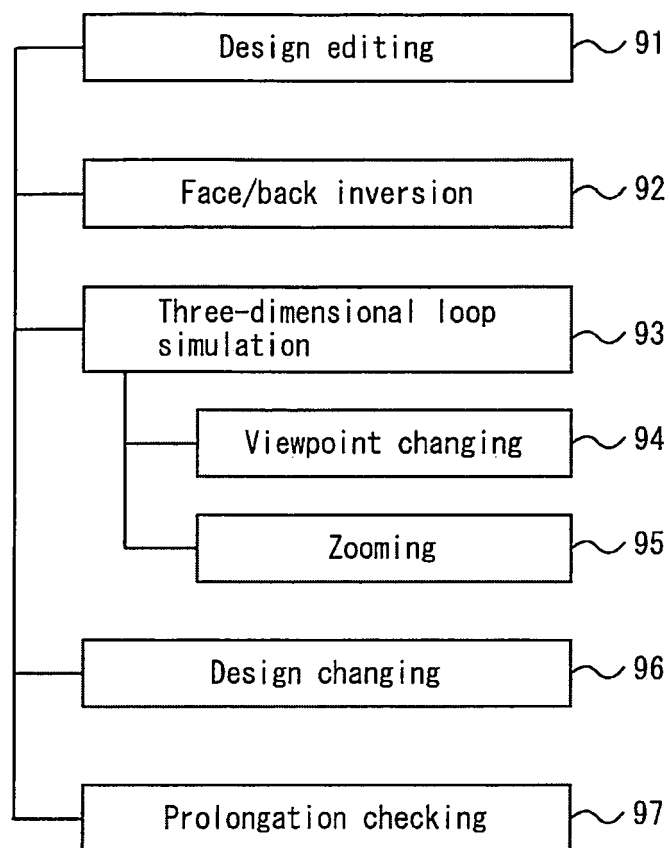 Design editing 91
Face/back inversion 92
Three-dimensional loop
simulation 93
Viewpoint changing 94
Zooming 95
Design changing 96
Prolongation checking 97